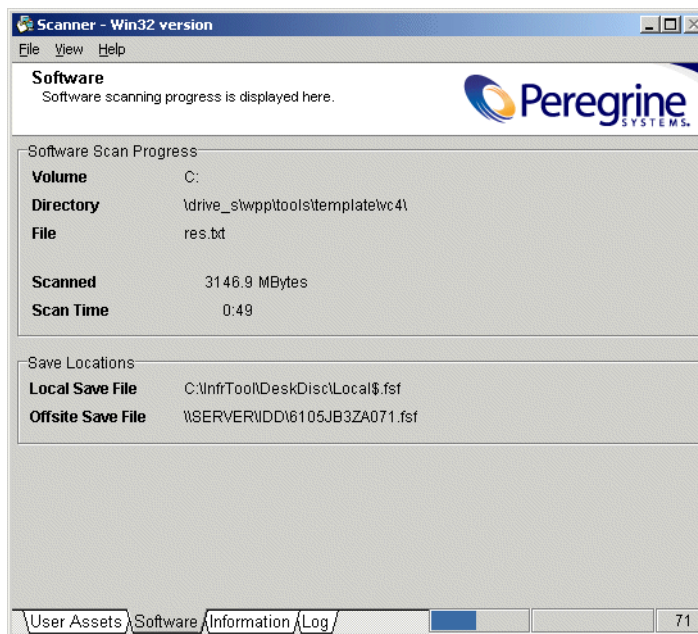 Scanner - Win32 version
File View Help
Software
Software scanning progress is displayed here.
Peregrine
SYSTEMS.
Software Scan Progress
Volume C:
Directory \drive_s\wpp\tools\template\vc4\
File res.txt
Scanned 3146.9 MBytes
Scan Time 0:49
Save Locations
Local Save File C:\InfrTool\DeskDisc\Local$.fsf
Offsite Save File \\SERVER\IDD\6105JB3ZA071.fsf
User Assets Software Information Log 71